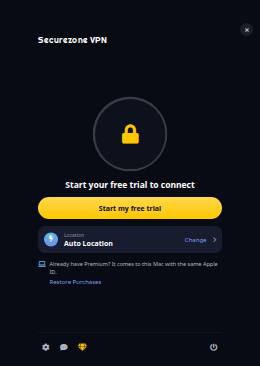 Securezone VPN
Start your free trial to connect
Start my free trial
Location
Auto Location
Change
Already have Premium? It comes to this Mac with the same Apple
ID.
Restore Purchases